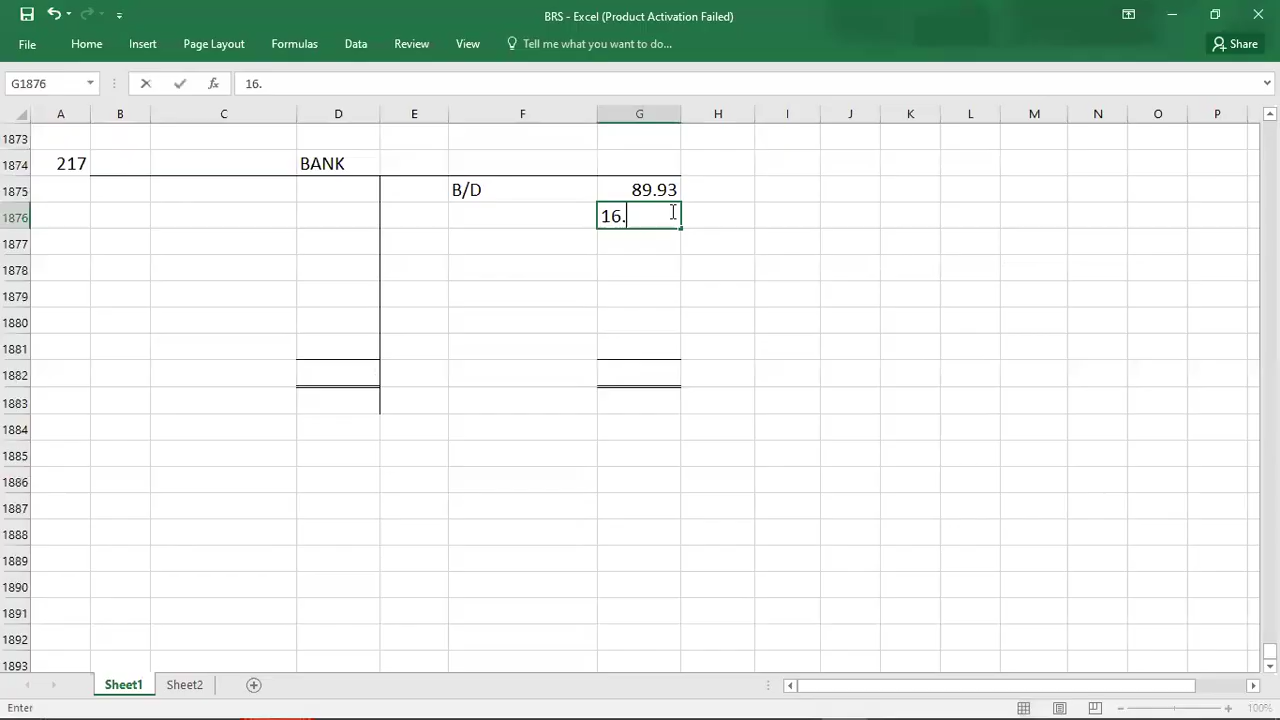 BRS - Excel (Product Activation Failed)
File Home Insert Page Layout Formulas Data Review View Tell me what you want to do... Share
G1876 fx 16.
A B C D E F G H I J K L M N O P
1873
1874 217 BANK
1875 B/D 89.93
1876 16.
1877
1878
1879
1880
1881
1882
1883
1884
1885
1886
1887
1888
1889
1890
1891
1892
1893
Sheet1 Sheet2
Enter 100%